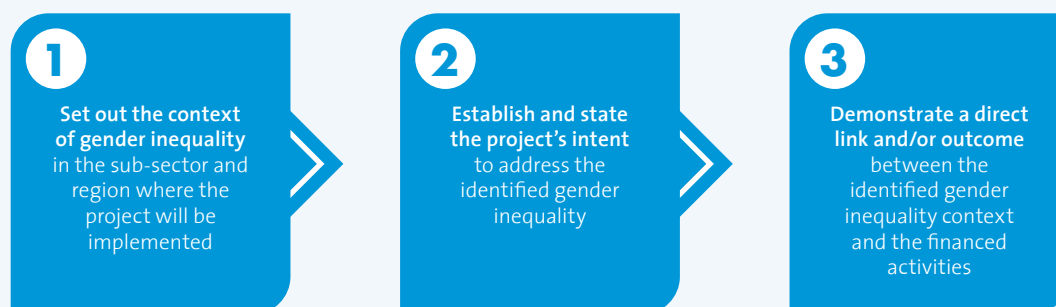 1
Set out the context
of gender inequality
in the sub-sector and
region where the
project will be
implemented
2
Establish and state
the project's intent
to address the
identified gender
inequality
3
Demonstrate a direct
link and/or outcome
between the
identified gender
inequality context
and the financed
activities